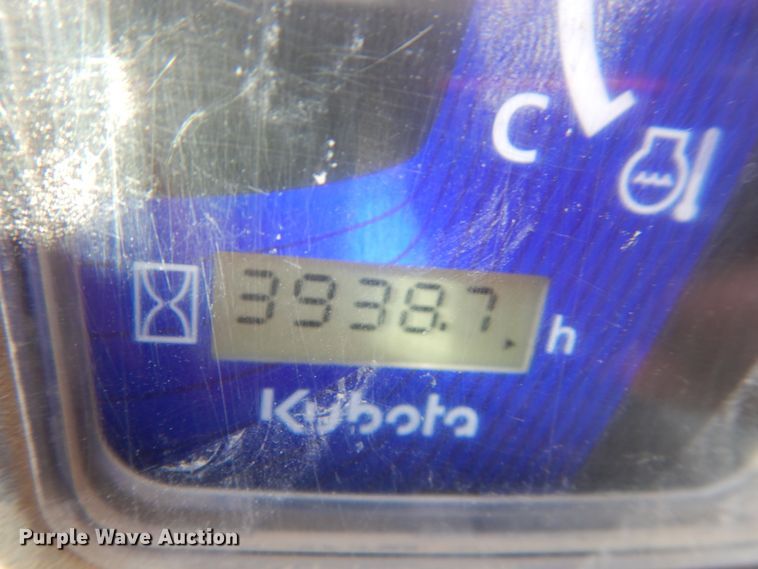 C
3938.7 h
Kubota
Purple Wave Auction